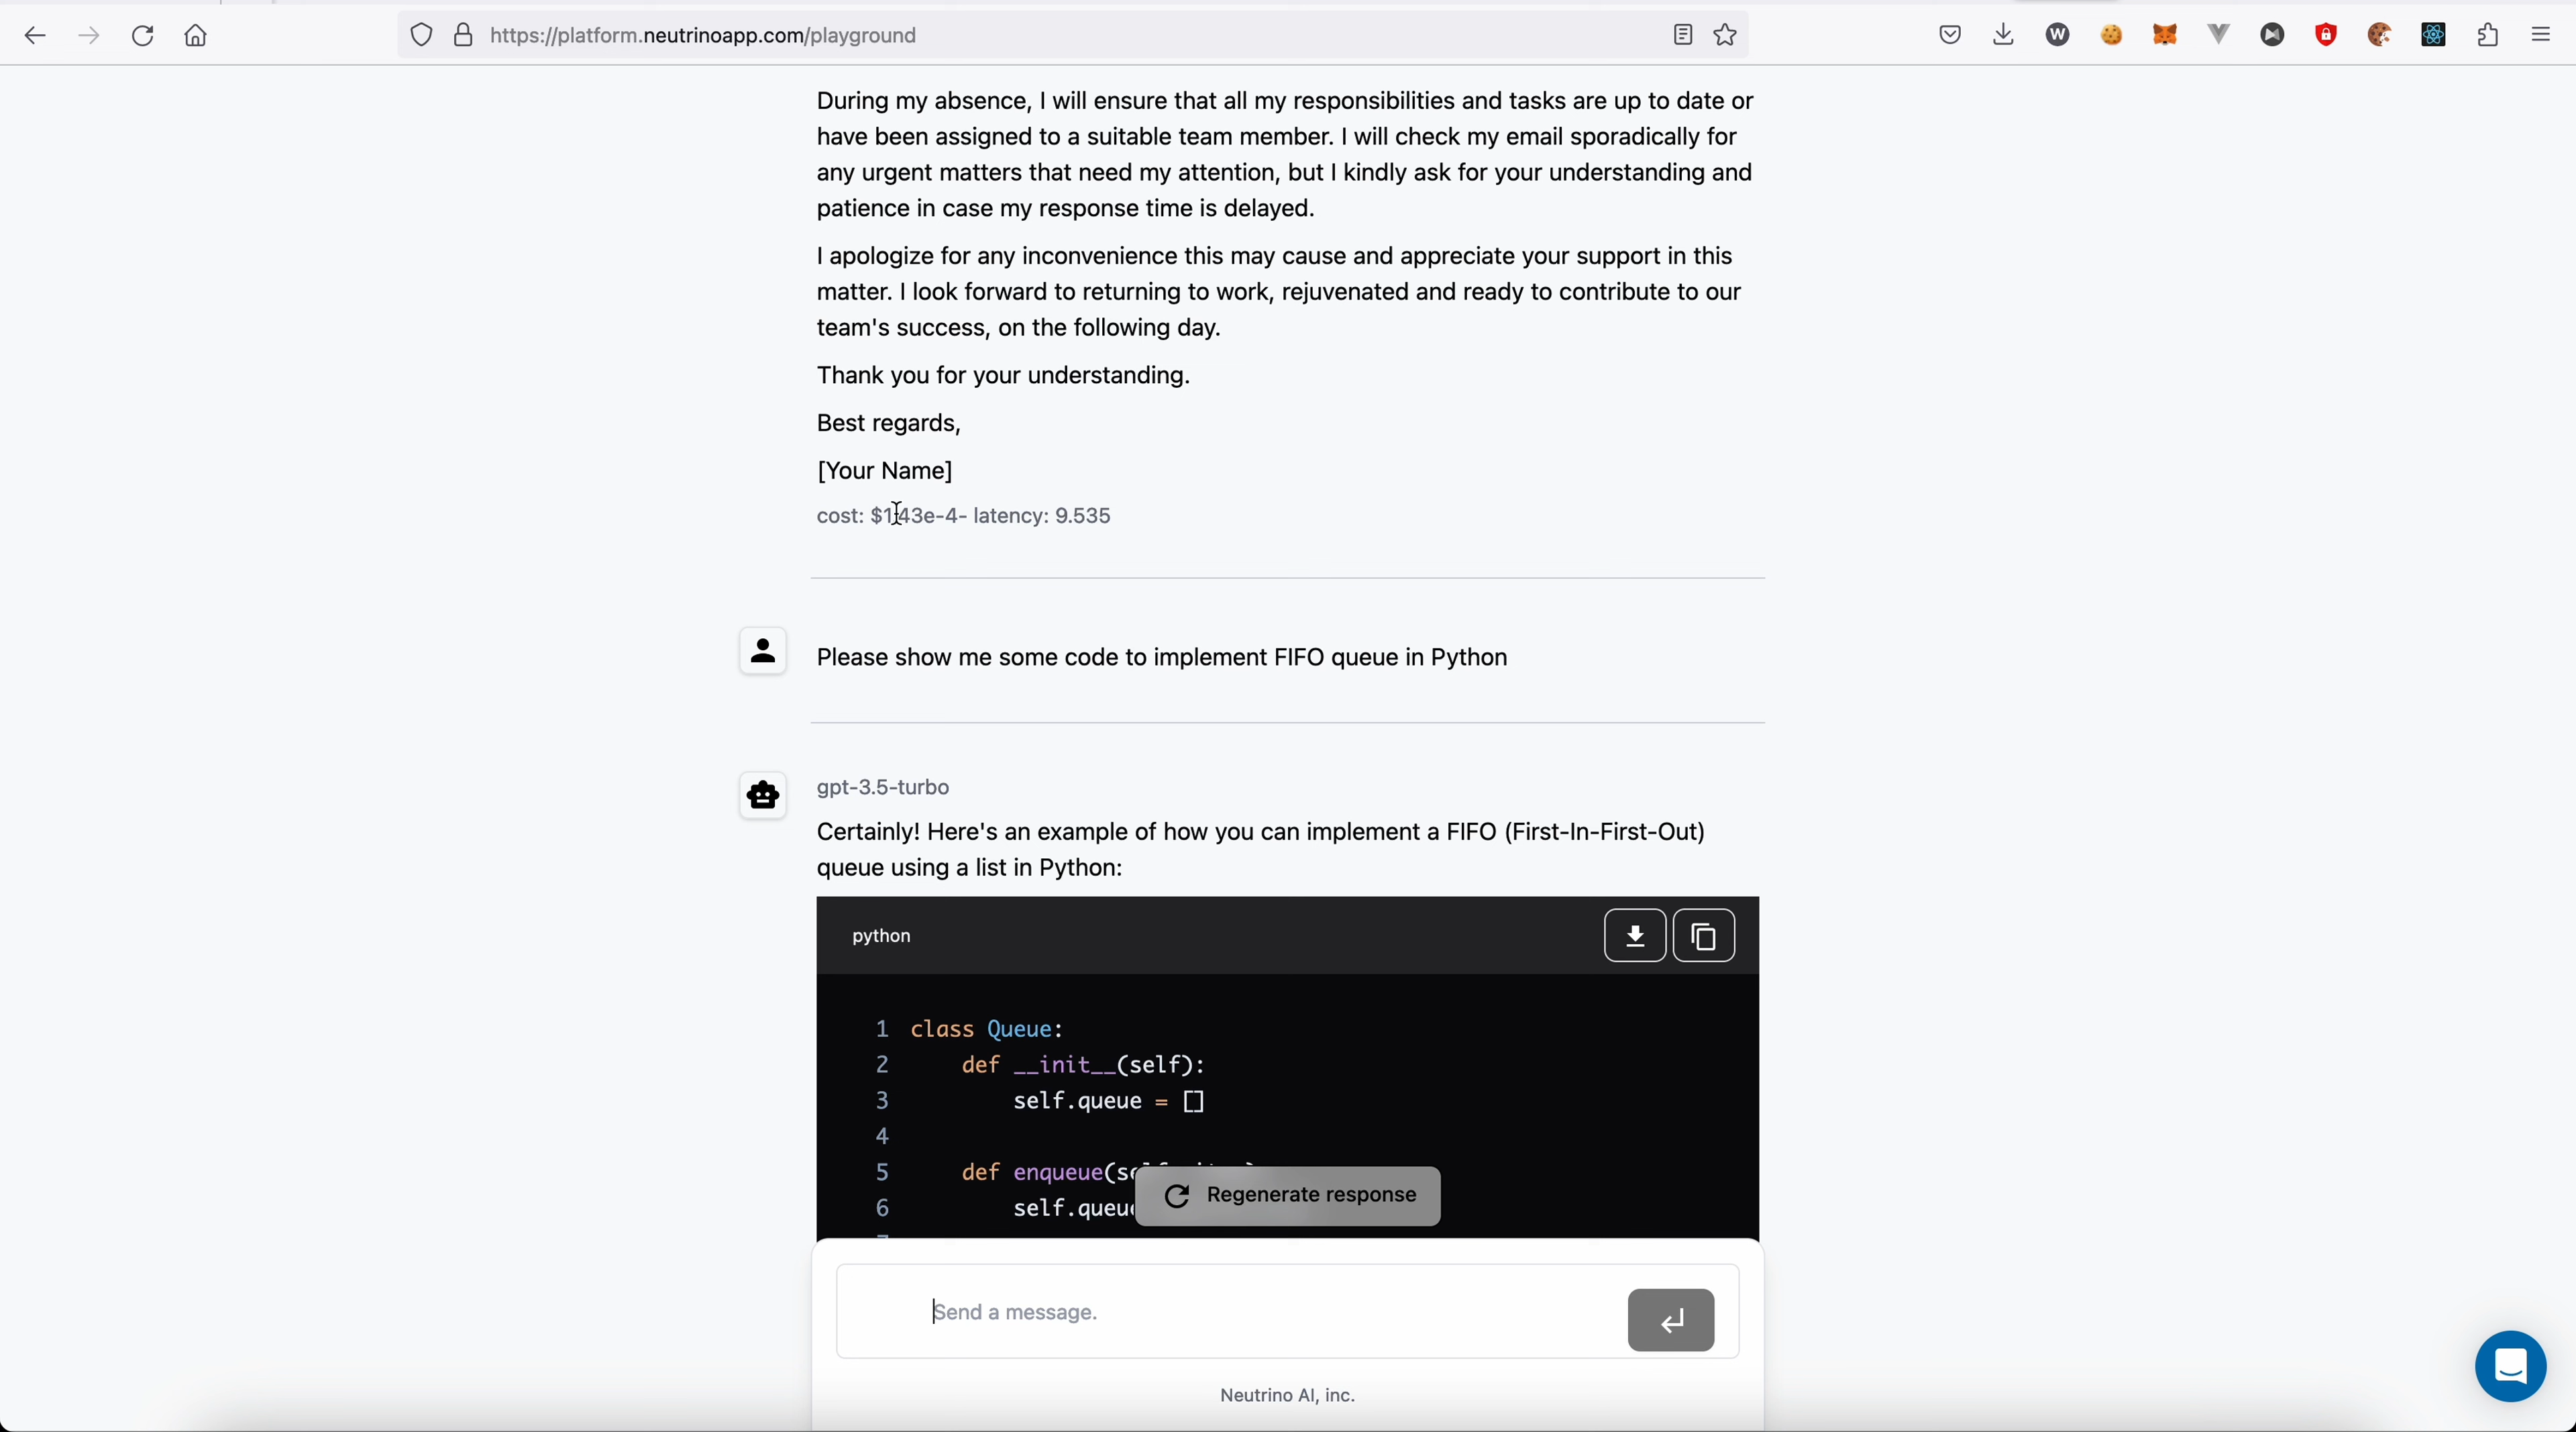 https://platform.neutrinoapp.com/playground
During my absence, I will ensure that all my responsibilities and tasks are up to date or
have been assigned to a suitable team member. I will check my email sporadically for
any urgent matters that need my attention, but I kindly ask for your understanding and
patience in case my response time is delayed.
I apologize for any inconvenience this may cause and appreciate your support in this
matter. I look forward to returning to work, rejuvenated and ready to contribute to our
team's success, on the following day.
Thank you for your understanding.
Best regards,
[Your Name]
cost: $1.43e-4- latency: 9.535
Please show me some code to implement FIFO queue in Python
gpt-3.5-turbo
Certainly! Here's an example of how you can implement a FIFO (First-In-First-Out)
queue using a list in Python:
python
1 class Queue:
2 def __init__(self):
3 self.queue = []
4
5 def enqueue(
6 self.queue
Regenerate response
Send a message.
Neutrino AI, inc.